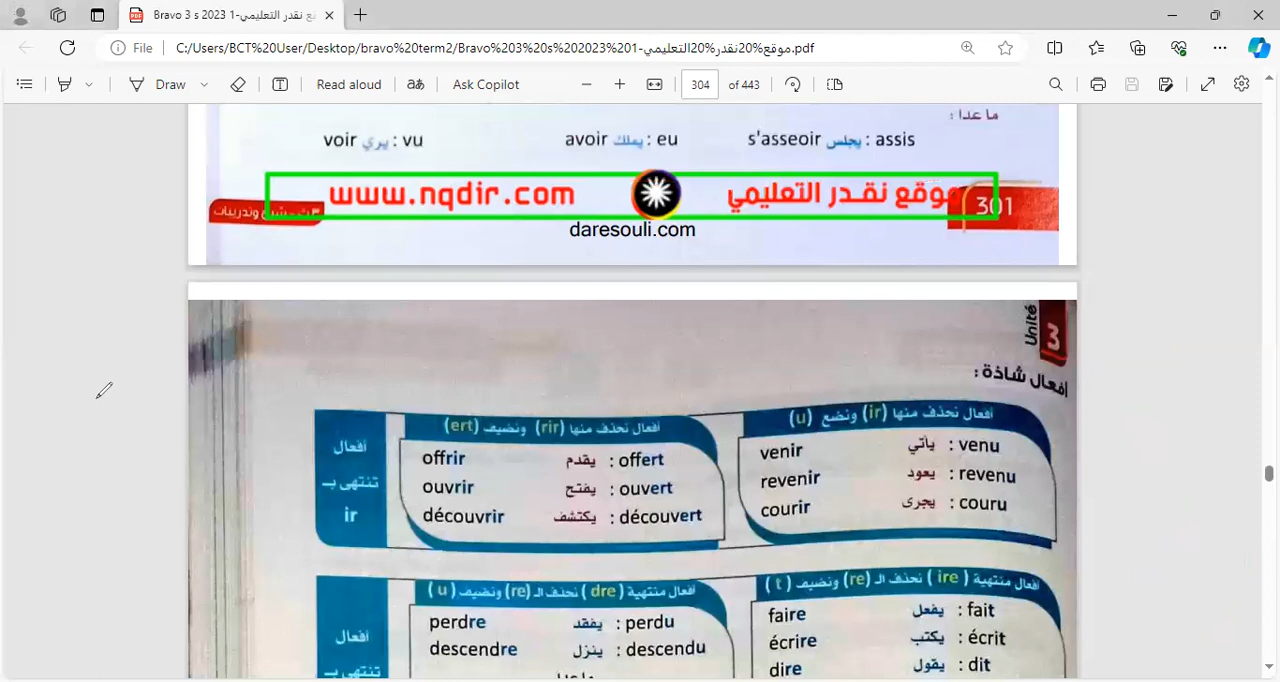 Bravo 3 s 2023 1-نقدر التعليمي
File
C:/Users/BCT%20User/Desktop/bravo%20term2/Bravo%203%20s%202023%201-موقع%20نقدر%20التعليمي.pdf
Draw
Read aloud
Ask Copilot
304 of 443
ما عدا :
voir يري : vu
avoir يملك : eu
s'asseoir يجلس : assis
www.nqdir.com
موقع نقدر التعليمي
301
daresouli.com
Unité
3
أفعال شاذة :
أفعال نحذف منها (ir) ونضع (u)
venir يأتي : venu
revenir يعود : revenu
courir يجرى : couru
أفعال نحذف منها (rir) ونضيف (ert)
offrir يقدم : offert
ouvrir يفتح : ouvert
découvrir يكتشف : découvert
أفعال
تنتهى بـ
ir
أفعال منتهية (ire) نحذف الـ (re) ونضيف (t)
faire يفعل : fait
écrire يكتب : écrit
dire يقول : dit
أفعال منتهية (dre) نحذف الـ (re) ونضيف (u)
perdre يفقد : perdu
descendre ينزل : descendu
أفعال
تنتهى بـ